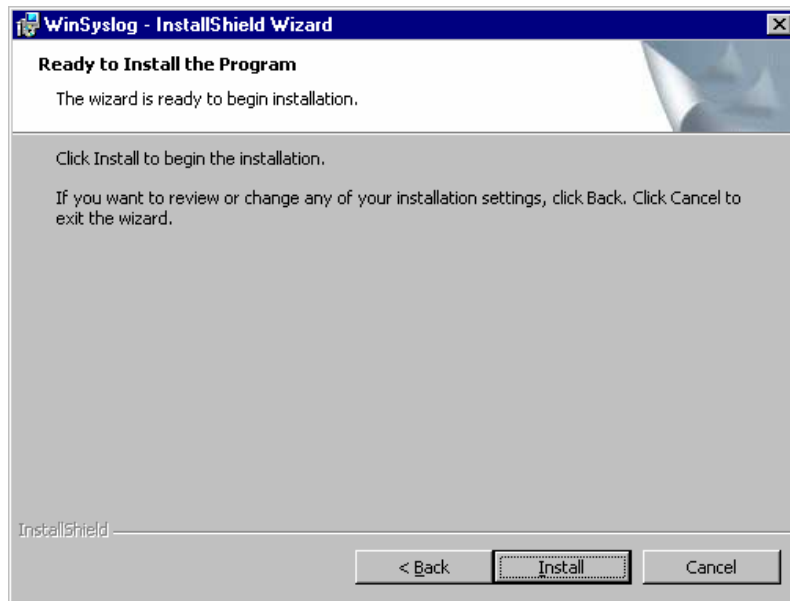 WinSyslog - InstallShield Wizard
Ready to Install the Program
The wizard is ready to begin installation.
Click Install to begin the installation.
If you want to review or change any of your installation settings, click Back. Click Cancel to
exit the wizard.
InstallShield
< Back Install Cancel